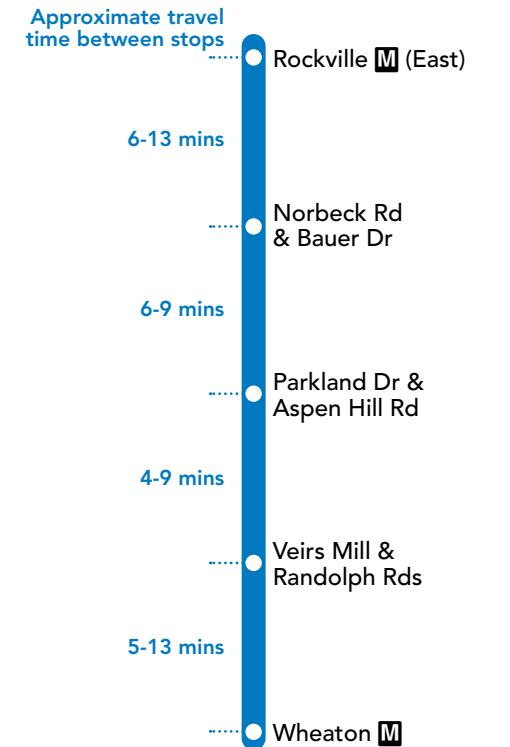 Approximate travel
time between stops
Rockville M (East)
6-13 mins
Norbeck Rd
& Bauer Dr
6-9 mins
Parkland Dr &
Aspen Hill Rd
4-9 mins
Veirs Mill &
Randolph Rds
5-13 mins
Wheaton M